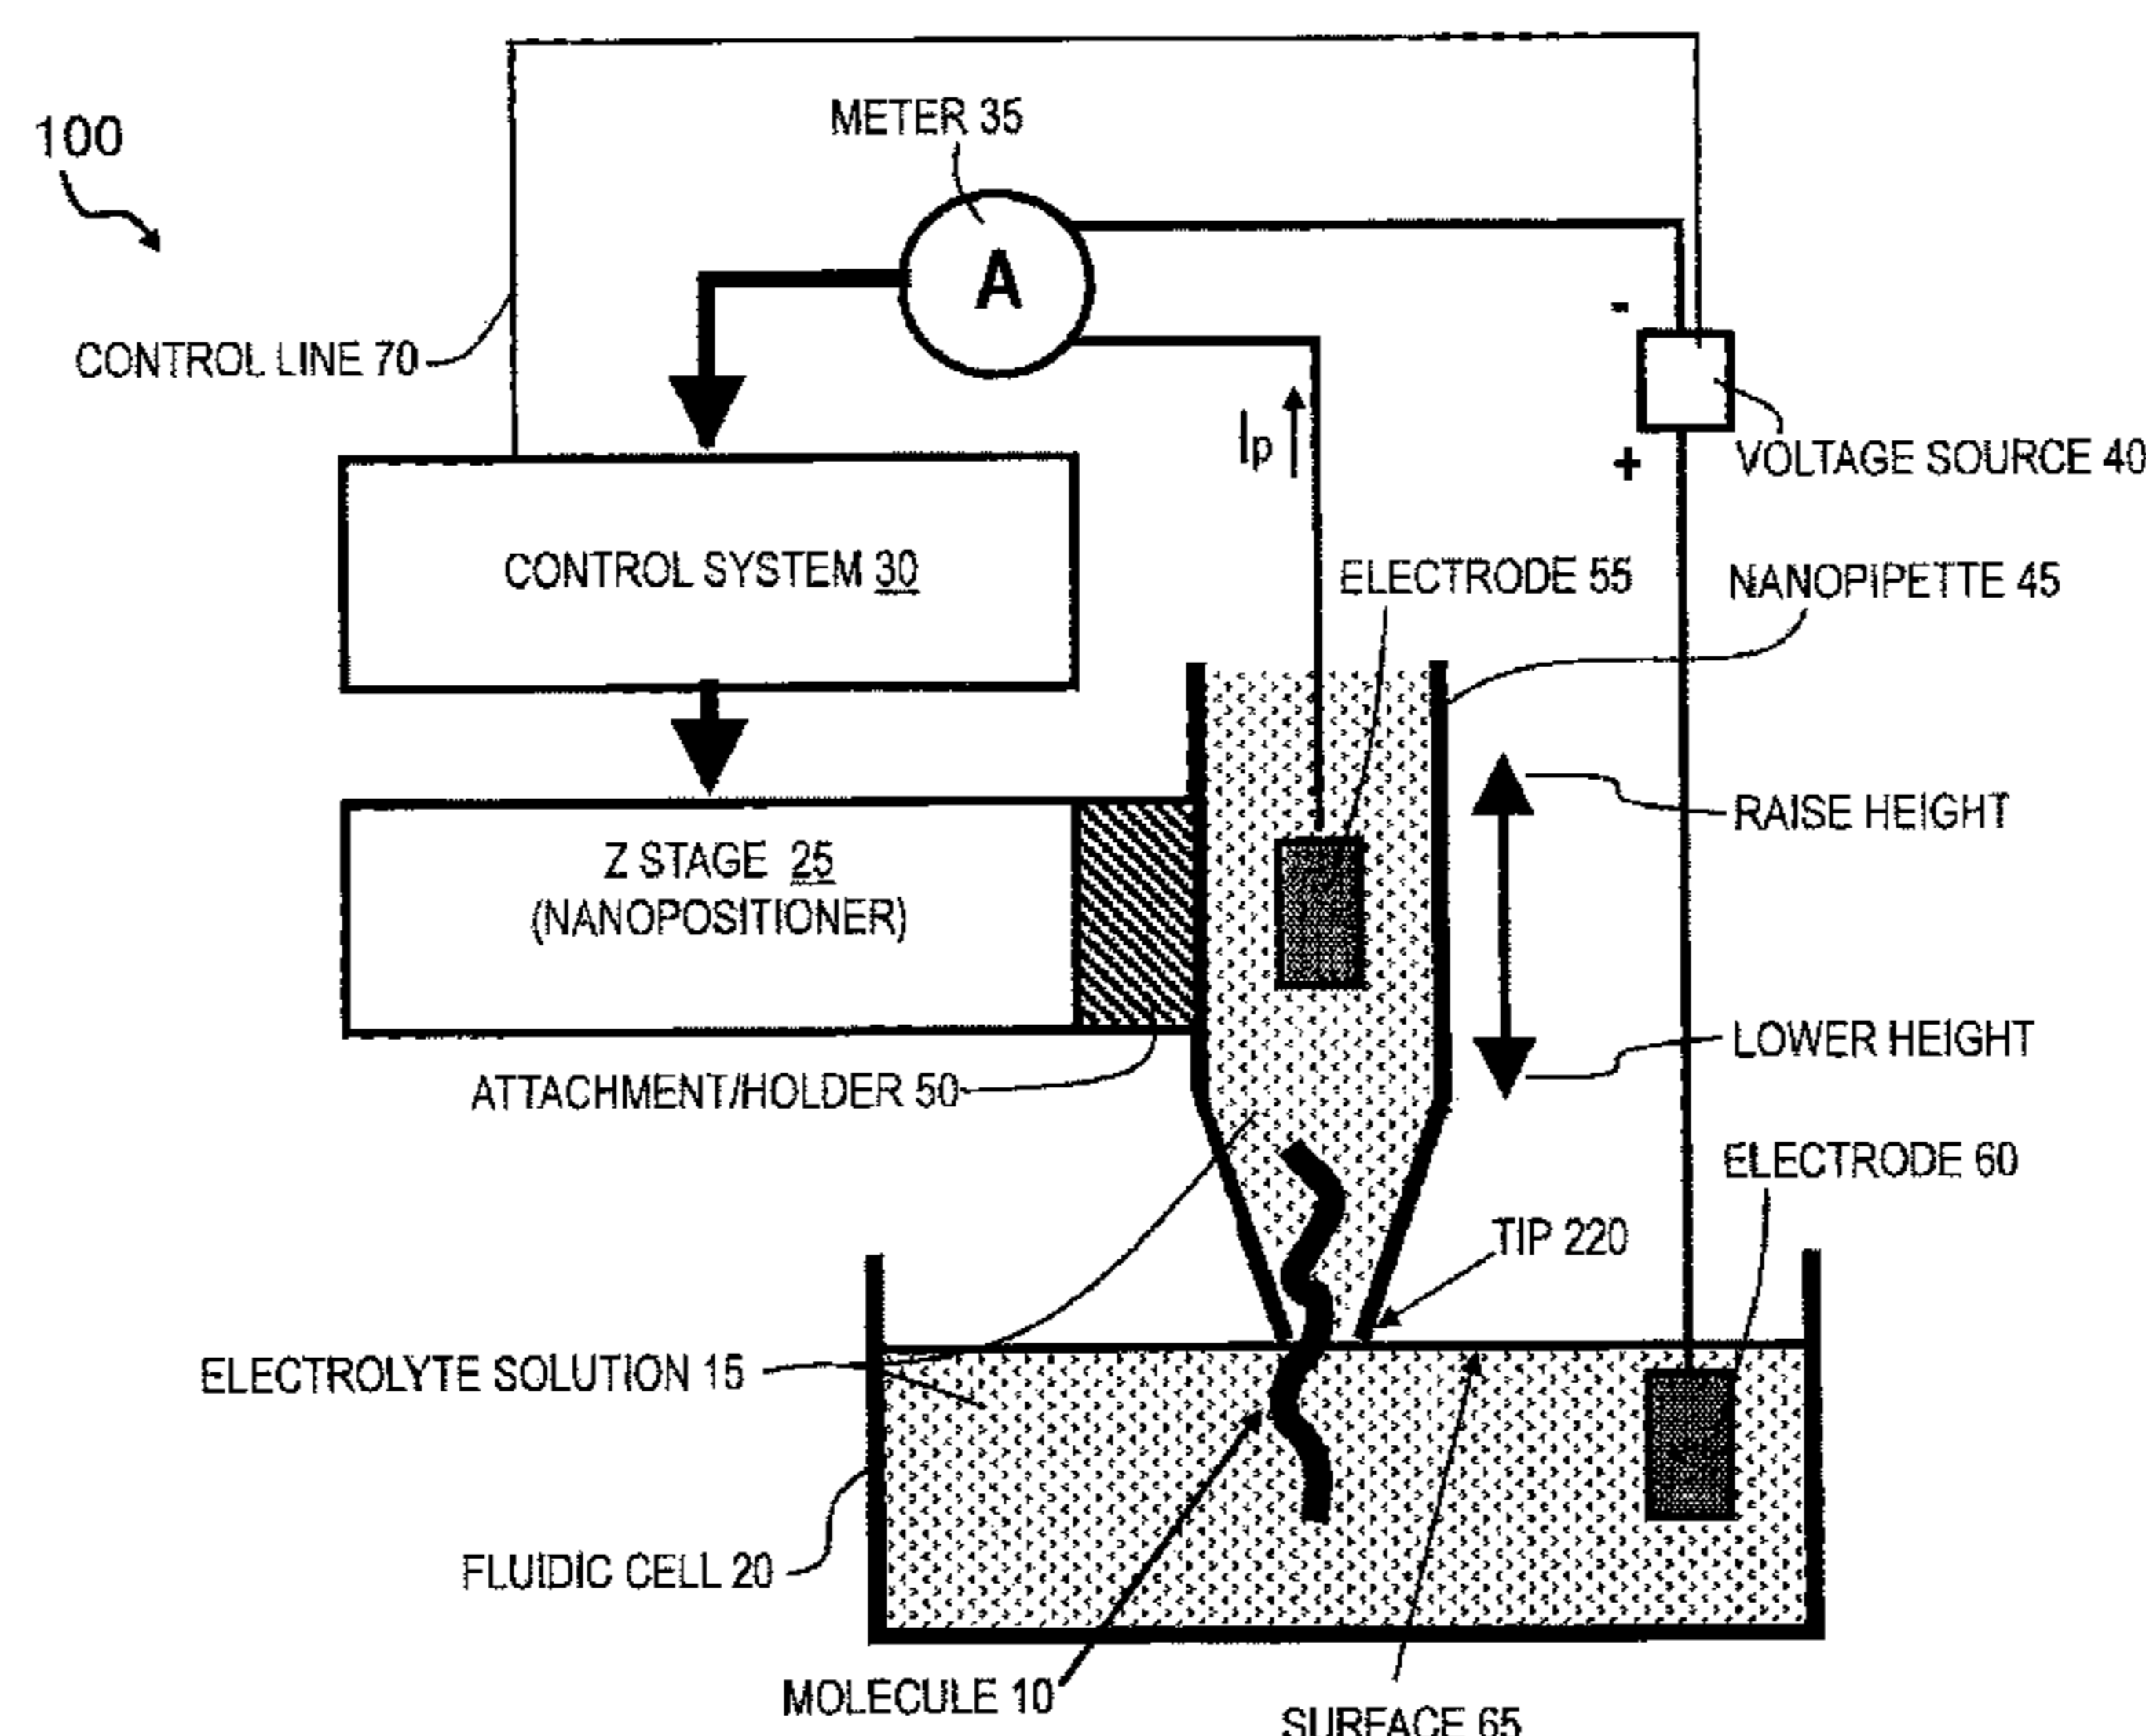 100
METER 35
A
CONTROL LINE 70
-
Ip
+
VOLTAGE SOURCE 40
CONTROL SYSTEM 30
ELECTRODE 55
NANOPIPETTE 45
RAISE HEIGHT
Z STAGE 25
(NANOPOSITIONER)
LOWER HEIGHT
ATTACHMENT/HOLDER 50
ELECTRODE 60
TIP 220
ELECTROLYTE SOLUTION 15
FLUIDIC CELL 20
MOLECULE 10
SURFACE 65